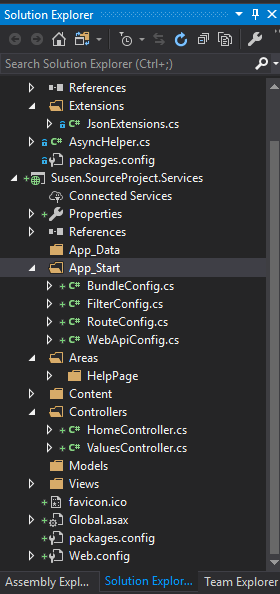 Solution Explorer
Search Solution Explorer (Ctrl+;)
References
Extensions
JsonExtensions.cs
AsyncHelper.cs
packages.config
Susen.SourceProject.Services
Connected Services
Properties
References
App_Data
App_Start
BundleConfig.cs
FilterConfig.cs
RouteConfig.cs
WebApiConfig.cs
Areas
HelpPage
Content
Controllers
HomeController.cs
ValuesController.cs
Models
Views
favicon.ico
Global.asax
packages.config
Web.config
Assembly Expl... Solution Explor... Team Explorer